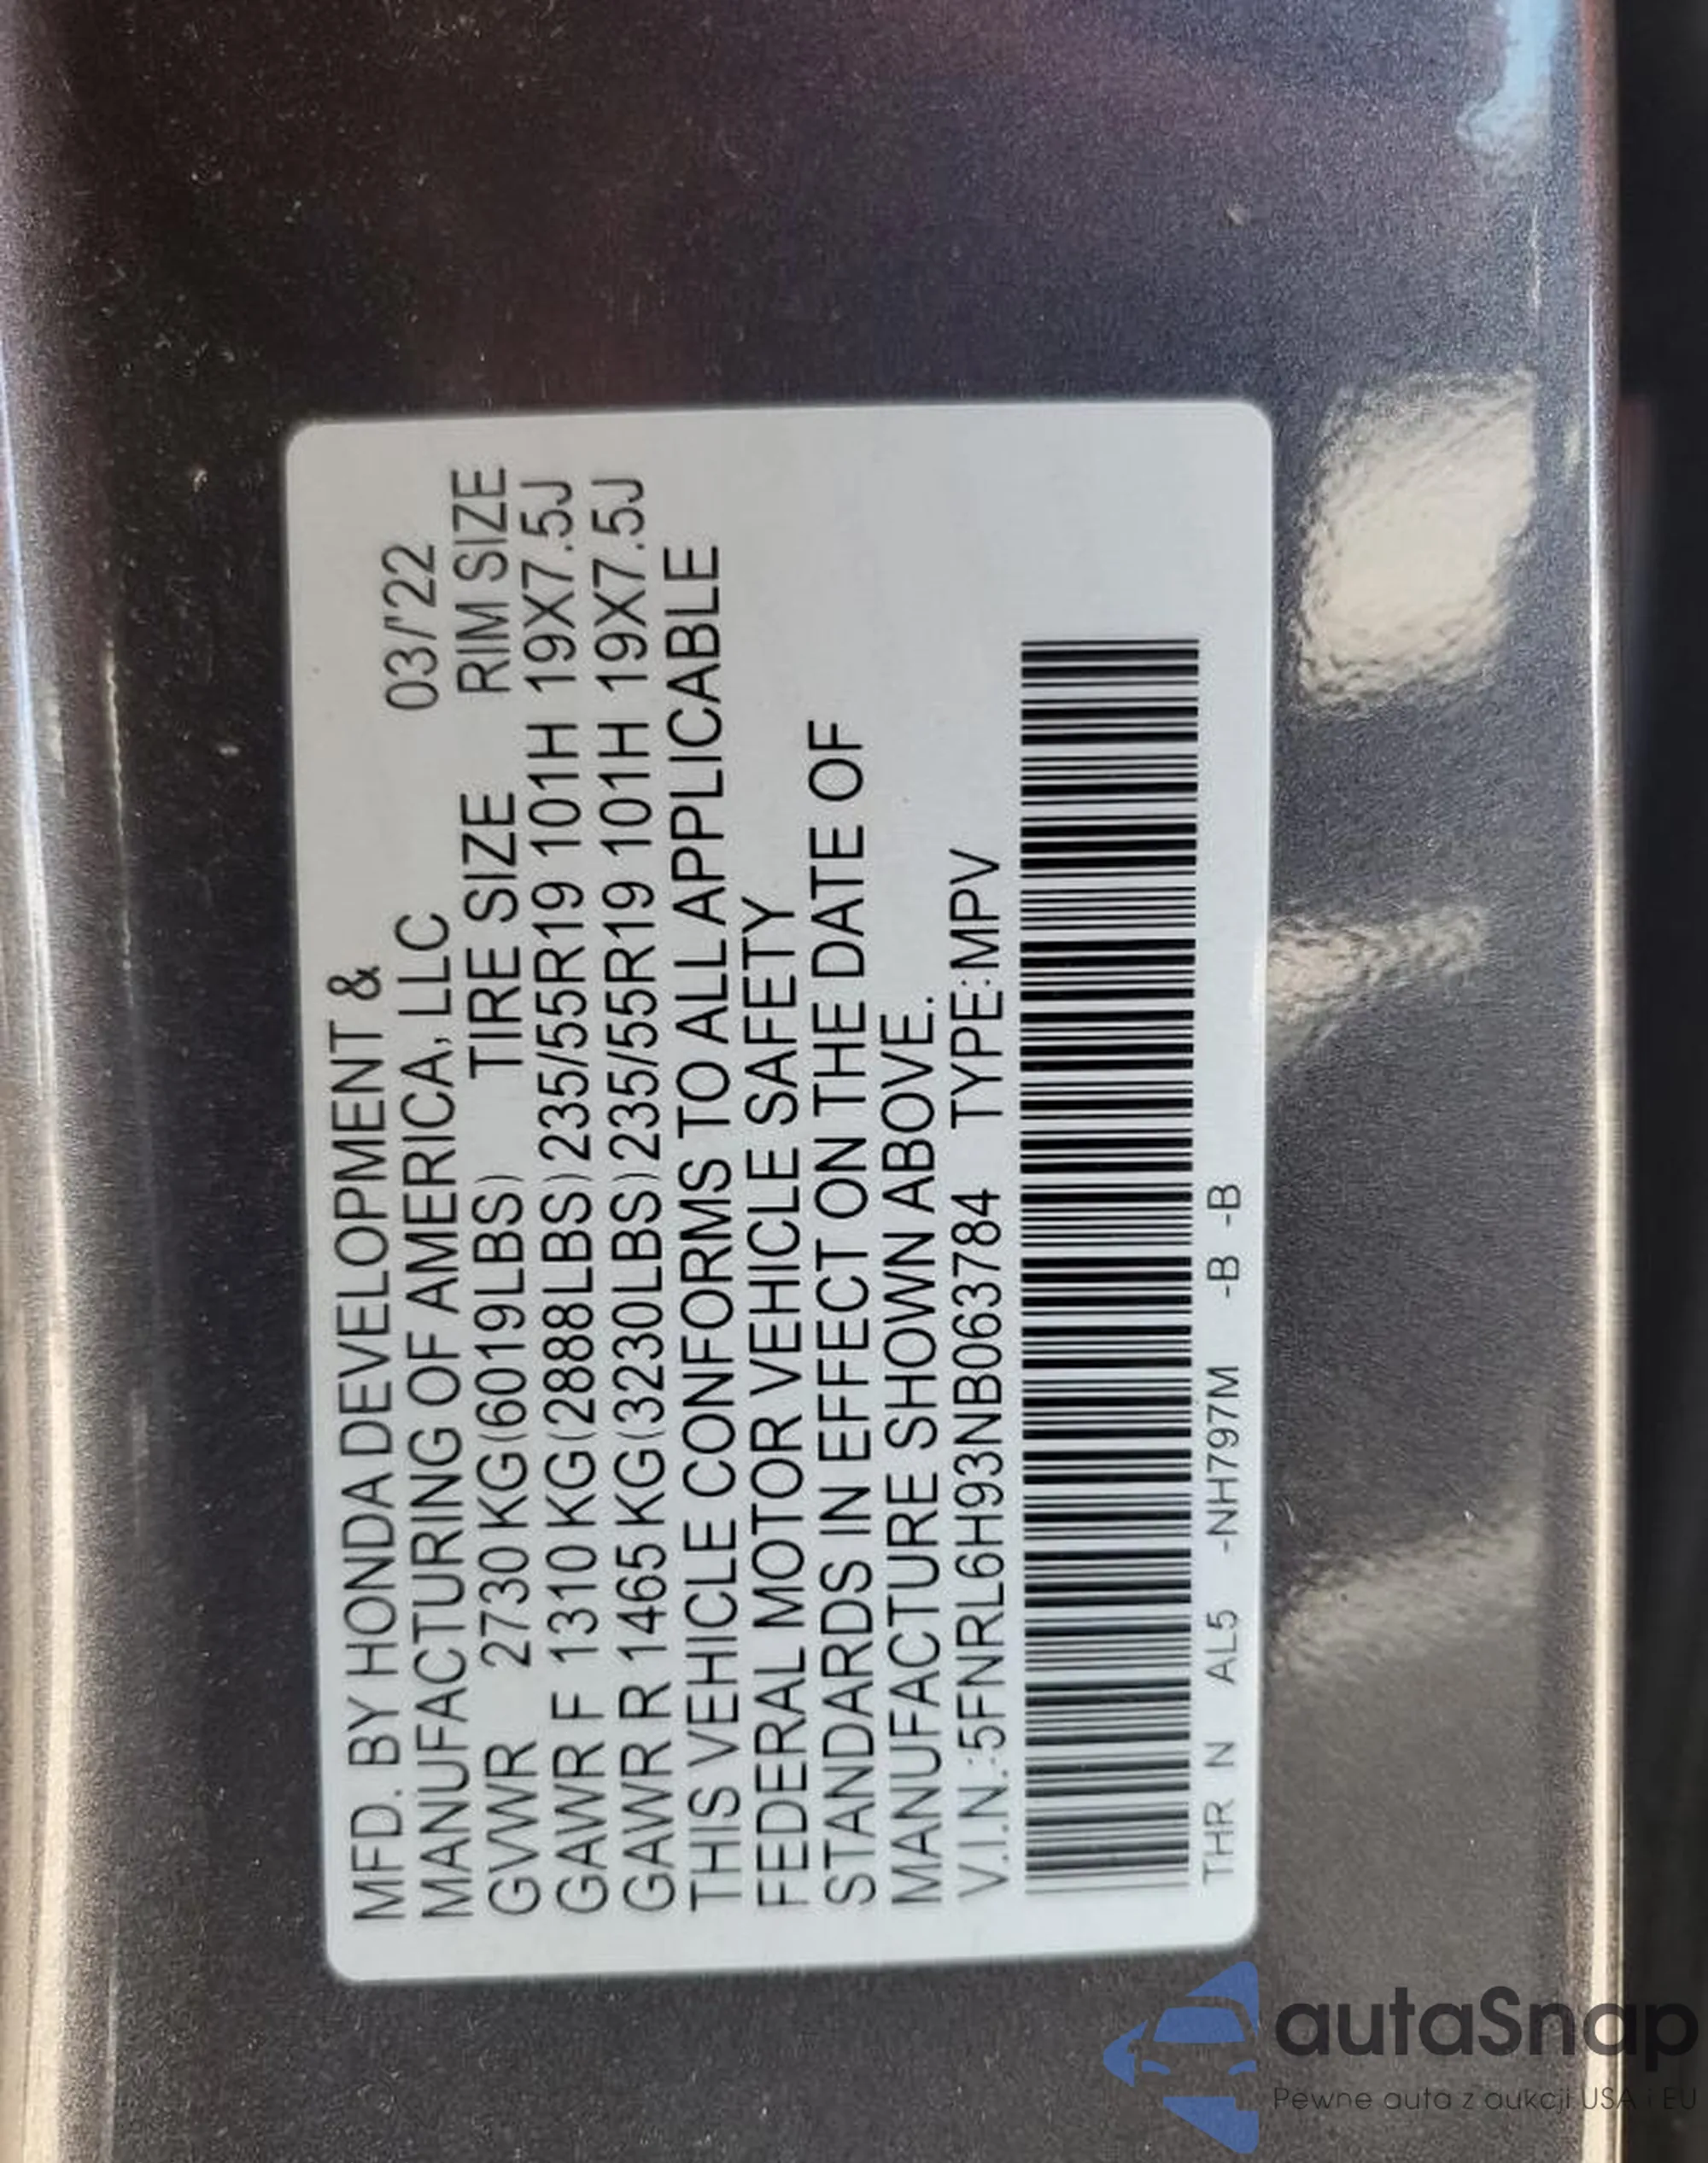 MFD. BY HONDA DEVELOPMENT &
MANUFACTURING OF AMERICA, LLC 03/'22
GVWR 2730 KG(6019LBS) TIRE SIZE RIM SIZE
GAWR F 1310 KG(2888LBS) 235/55R19 101H 19X7.5J
GAWR R 1465 KG(3230LBS) 235/55R19 101H 19X7.5J
THIS VEHICLE CONFORMS TO ALL APPLICABLE
FEDERAL MOTOR VEHICLE SAFETY
STANDARDS IN EFFECT ON THE DATE OF
MANUFACTURE SHOWN ABOVE.
V.I.N.:5FNRL6H93NB063784 TYPE:MPV
THR N AL5 -NH797M -B -B
autaSnap
Pewne auta z aukcji USA i EU